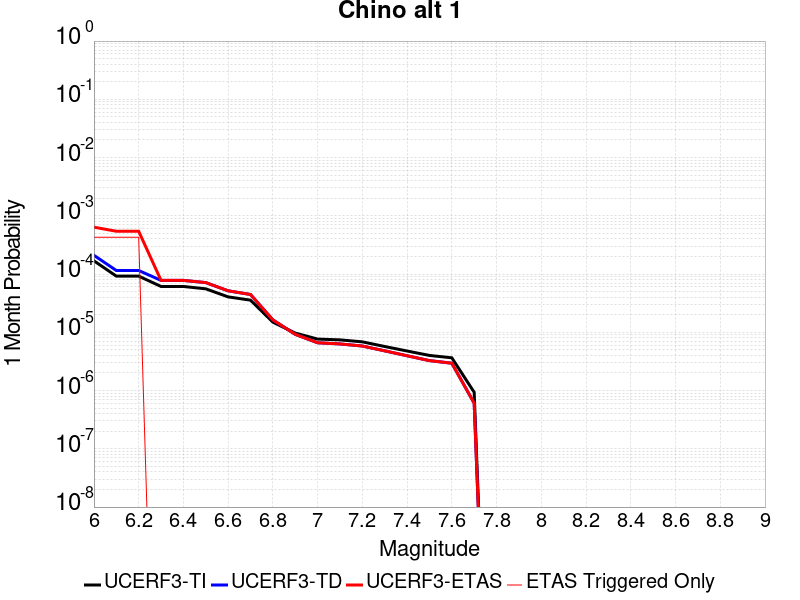 Chino alt 1
10^0
10^-1
10^-2
10^-3
10^-4
10^-5
10^-6
10^-7
10^-8
1 Month Probability
6 6.2 6.4 6.6 6.8 7 7.2 7.4 7.6 7.8 8 8.2 8.4 8.6 8.8 9
Magnitude
UCERF3-TI UCERF3-TD UCERF3-ETAS ETAS Triggered Only